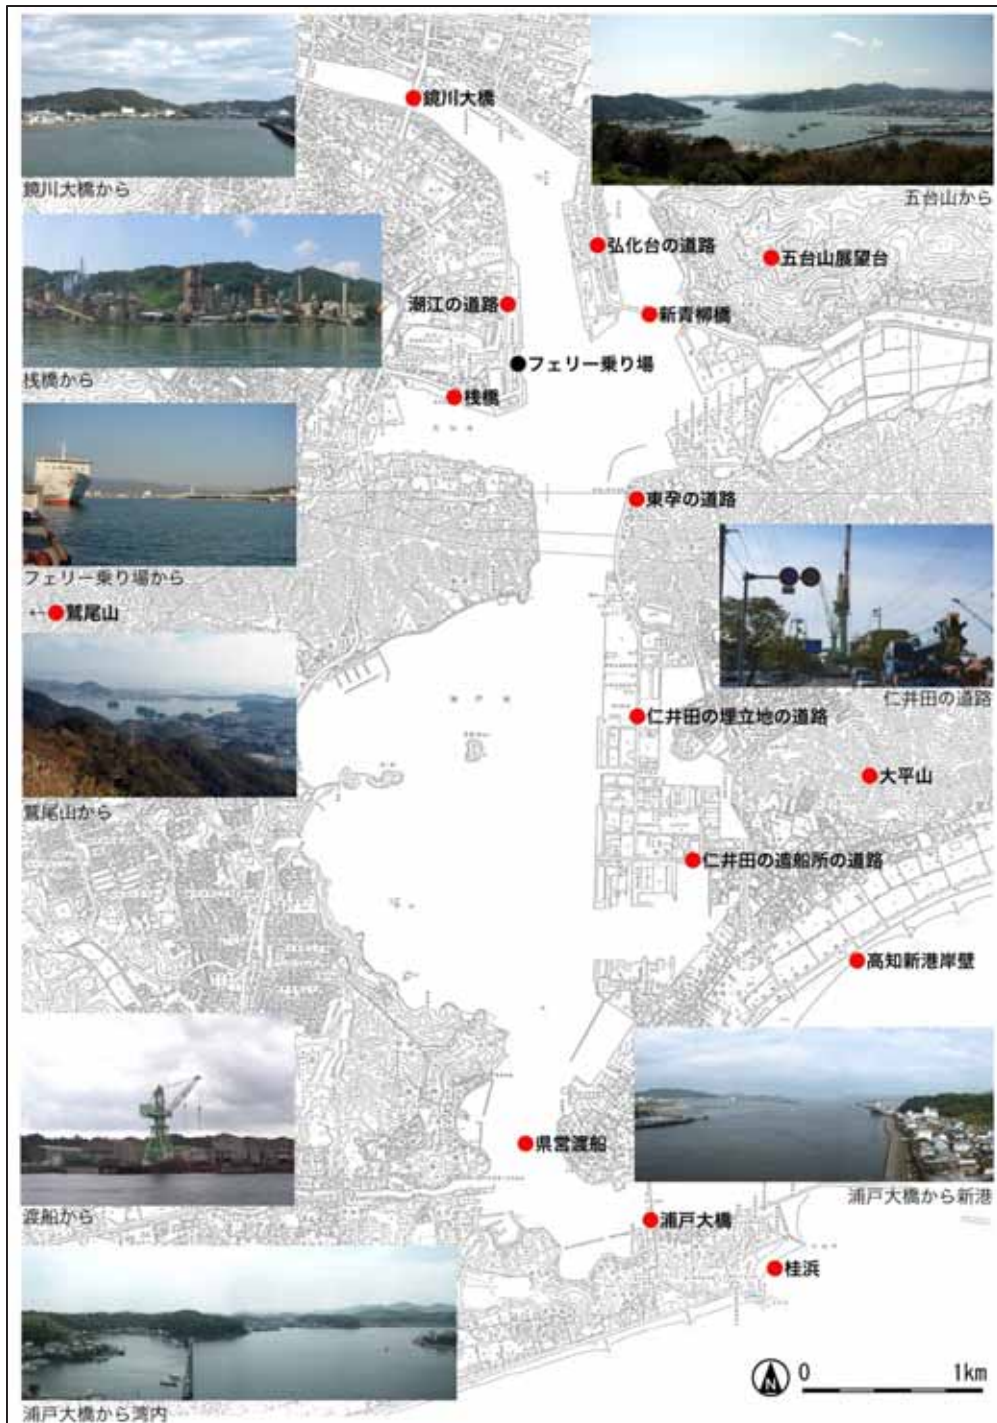 鏡川大橋
鏡川大橋から
五台山から
弘化台の道路
五台山展望台
潮江の道路
新青柳橋
フェリー乗り場
桟橋から
桟橋
東孕の道路
フェリー乗り場から
←
鷲尾山
仁井田の道路
仁井田の埋立地の道路
大平山
鷲尾山から
仁井田の造船所の道路
高知新港岸壁
県営渡船
浦戸大橋から新港
渡船から
浦戸大橋
桂浜
N
0
1km
浦戸大橋から湾内